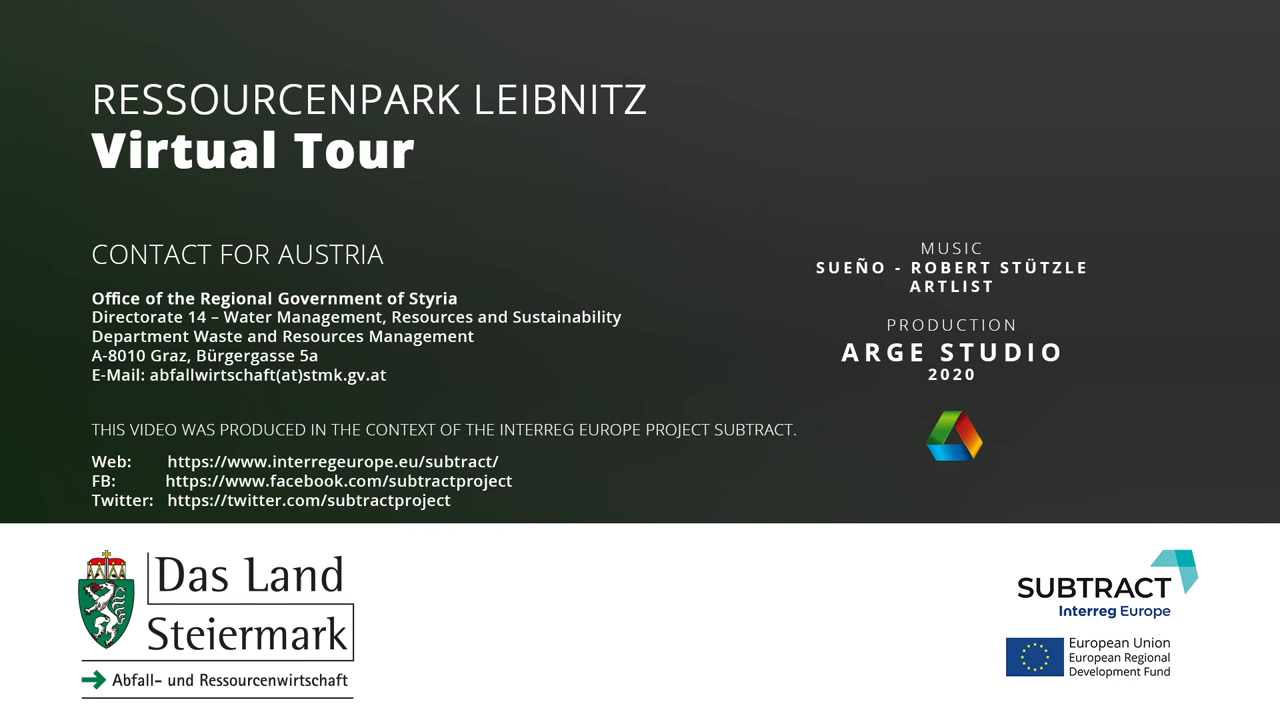 RESSOURCENPARK LEIBNITZ
Virtual Tour
CONTACT FOR AUSTRIA
Office of the Regional Government of Styria
Directorate 14 – Water Management, Resources and Sustainability
Department Waste and Resources Management
A-8010 Graz, Bürgergasse 5a
E-Mail: abfallwirtschaft(at)stmk.gv.at
THIS VIDEO WAS PRODUCED IN THE CONTEXT OF THE INTERREG EUROPE PROJECT SUBTRACT.
Web: https://www.interregeurope.eu/subtract/
FB: https://www.facebook.com/subtractproject
Twitter: https://twitter.com/subtractproject
MUSIC
SUEÑO - ROBERT STÜTZLE
ARTLIST
PRODUCTION
ARGE STUDIO
2020
Das Land
Steiermark
Abfall- und Ressourcenwirtschaft
SUBTRACT
Interreg Europe
European Union
European Regional
Development Fund